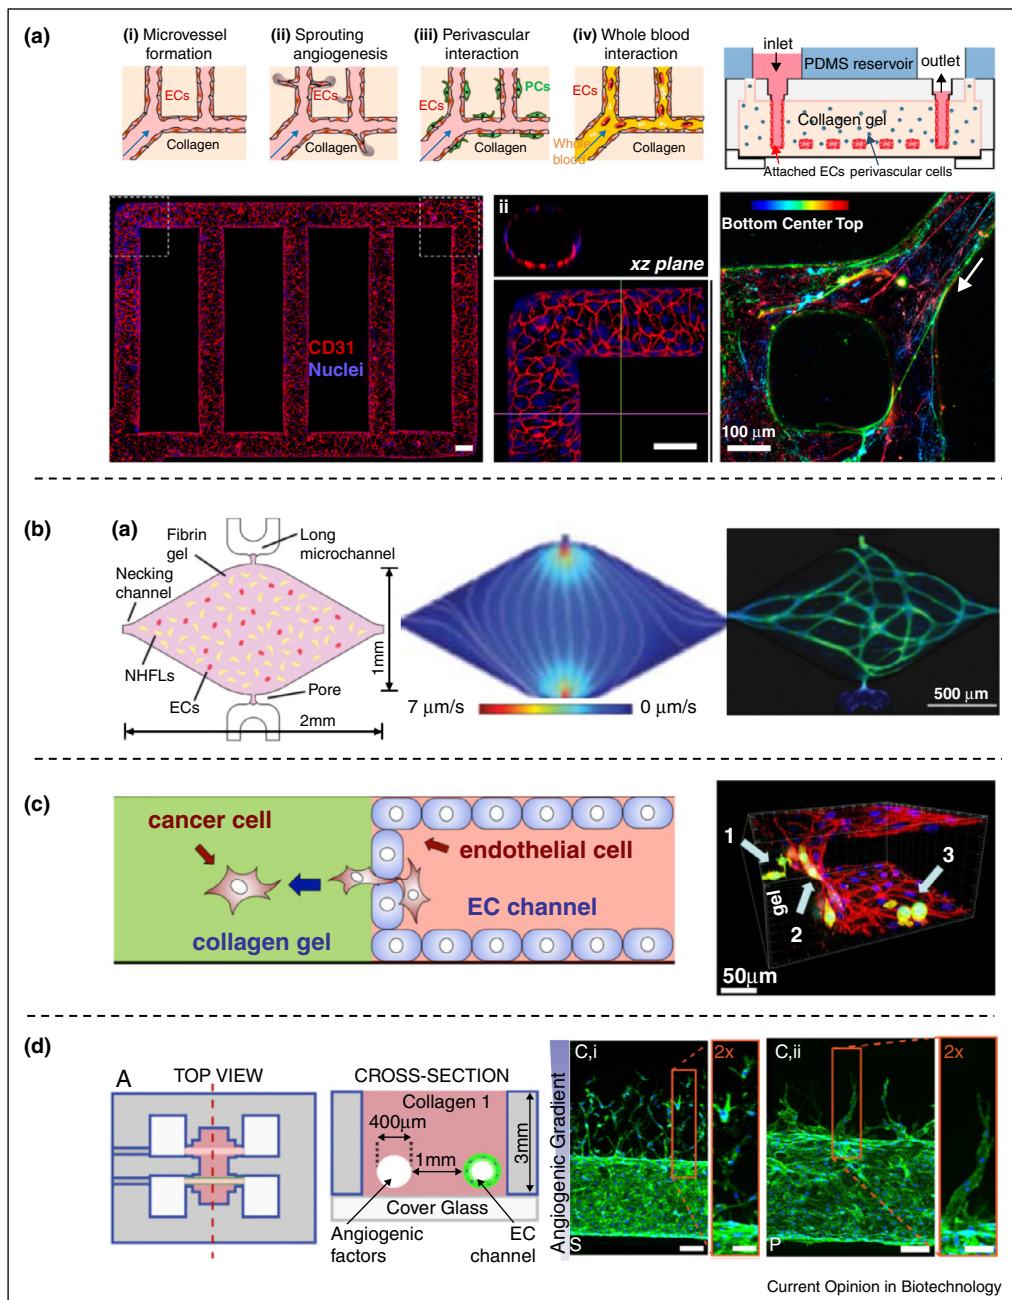 (a)
(i) Microvessel
formation
(ii) Sprouting
angiogenesis
(iii) Perivascular
interaction
(iv) Whole blood
interaction
ECs
Collagen
ECs
Collagen
ECs
PCs
Collagen
ECs
Whole
blood
Collagen
inlet
PDMS reservoir
outlet
Collagen gel
Attached ECs perivascular cells
CD31
Nuclei
ii
xz plane
Bottom Center Top
100 μm
(b)
(a)
Fibrin
gel
Long
microchannel
Necking
channel
NHFLs
ECs
Pore
1mm
2mm
7 μm/s
0 μm/s
500 μm
(c)
cancer cell
endothelial cell
EC channel
collagen gel
1
2
3
gel
50μm
(d)
A
TOP VIEW
CROSS-SECTION
Collagen 1
400μm
1mm
3mm
Cover Glass
Angiogenic
factors
EC
channel
Angiogenic Gradient
C,i
2x
S
C,ii
2x
P
Current Opinion in Biotechnology